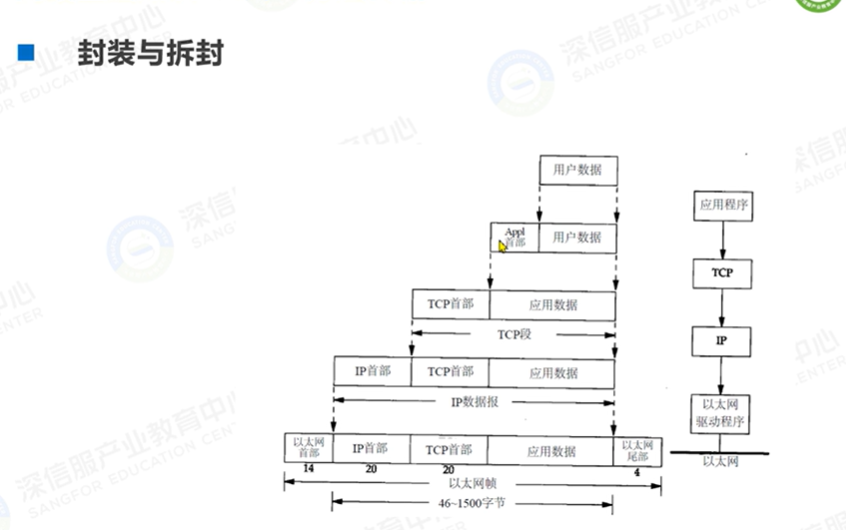 封装与拆封
深信服产业教育中心
SANGFOR EDUCATION CENTER
用户数据
应用程序
Appl
首部
用户数据
TCP
TCP首部
应用数据
TCP段
IP
IP首部
TCP首部
应用数据
IP数据报
以太网
驱动程序
以太网
首部
IP首部
TCP首部
应用数据
以太网
尾部
以太网
14
20
20
4
以太网帧
46~1500字节